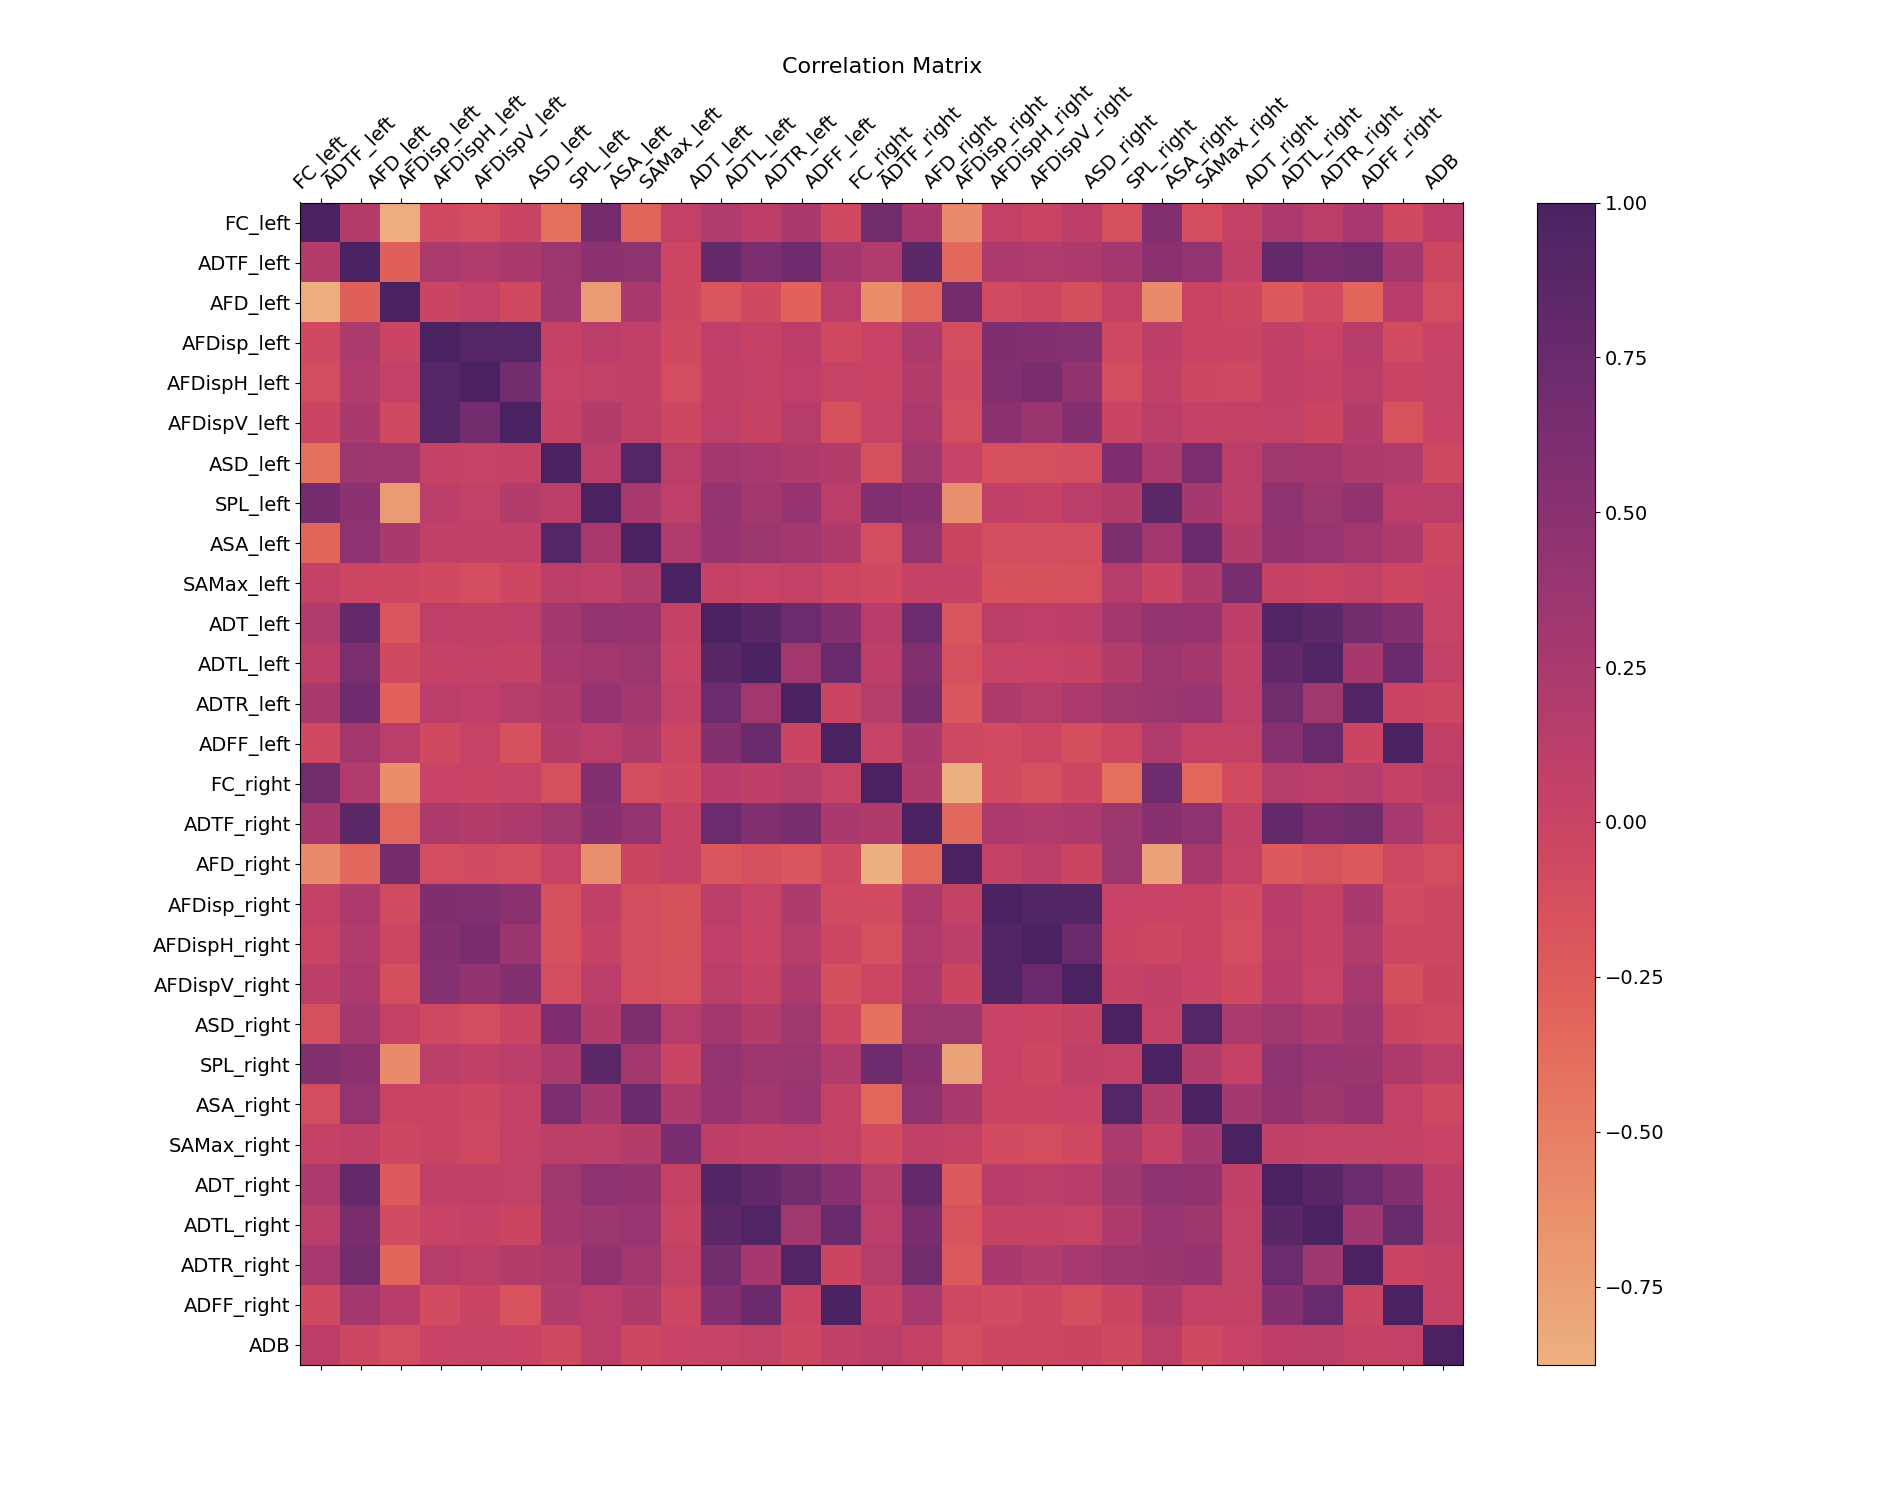 Correlation Matrix
FC_left
ADTF_left
AFD_left
AFDisp_left
AFDispH_left
AFDispV_left
ASD_left
SPL_left
ASA_left
SAMax_left
ADT_left
ADTL_left
ADTR_left
ADFF_left
FC_right
ADTF_right
AFD_right
AFDisp_right
AFDispH_right
AFDispV_right
ASD_right
SPL_right
ASA_right
SAMax_right
ADT_right
ADTL_right
ADTR_right
ADFF_right
ADB
FC_left
ADTF_left
AFD_left
AFDisp_left
AFDispH_left
AFDispV_left
ASD_left
SPL_left
ASA_left
SAMax_left
ADT_left
ADTL_left
ADTR_left
ADFF_left
FC_right
ADTF_right
AFD_right
AFDisp_right
AFDispH_right
AFDispV_right
ASD_right
SPL_right
ASA_right
SAMax_right
ADT_right
ADTL_right
ADTR_right
ADFF_right
ADB
1.00
0.75
0.50
0.25
0.00
−0.25
−0.50
−0.75